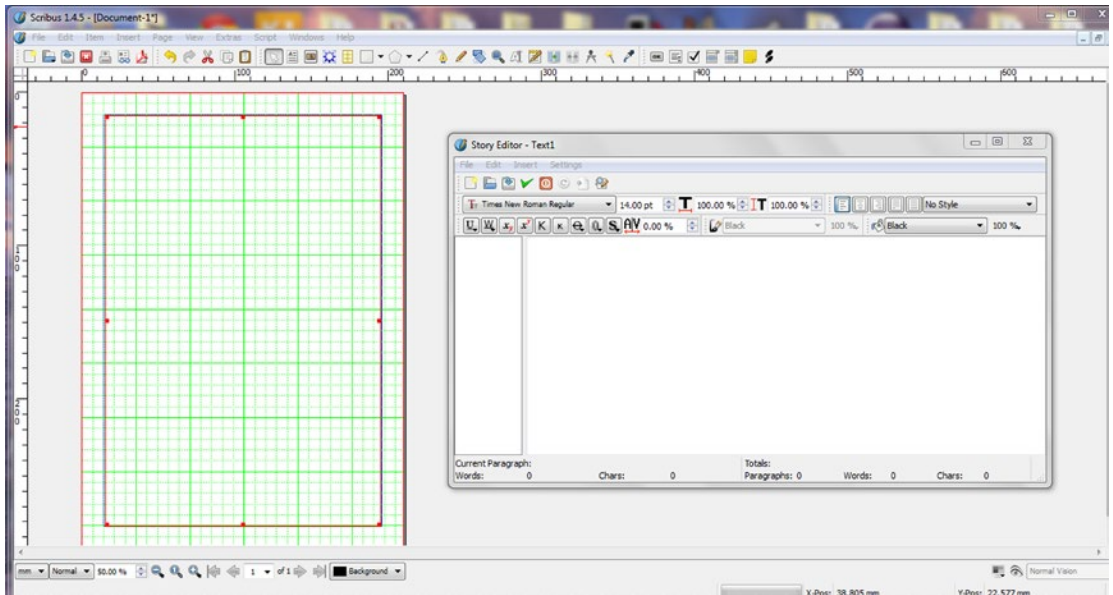 Scribus 1.4.5 - [Document-1*]
File Edit Item Insert Page View Extras Script Windows Help
0 100 200 300 400 500 600
0
100
200
Story Editor - Text1
File Edit Insert Settings
Times New Roman Regular 14.00 pt 100.00 % 100.00 % No Style
0.00 % Black 100 % Black 100 %
Current Paragraph: Totals:
Words: 0 Chars: 0 Paragraphs: 0 Words: 0 Chars: 0
mm Normal 50.00 % 1 of 1 Background Normal Vision
X-Pos: 38.805 mm Y-Pos: 22.577 mm